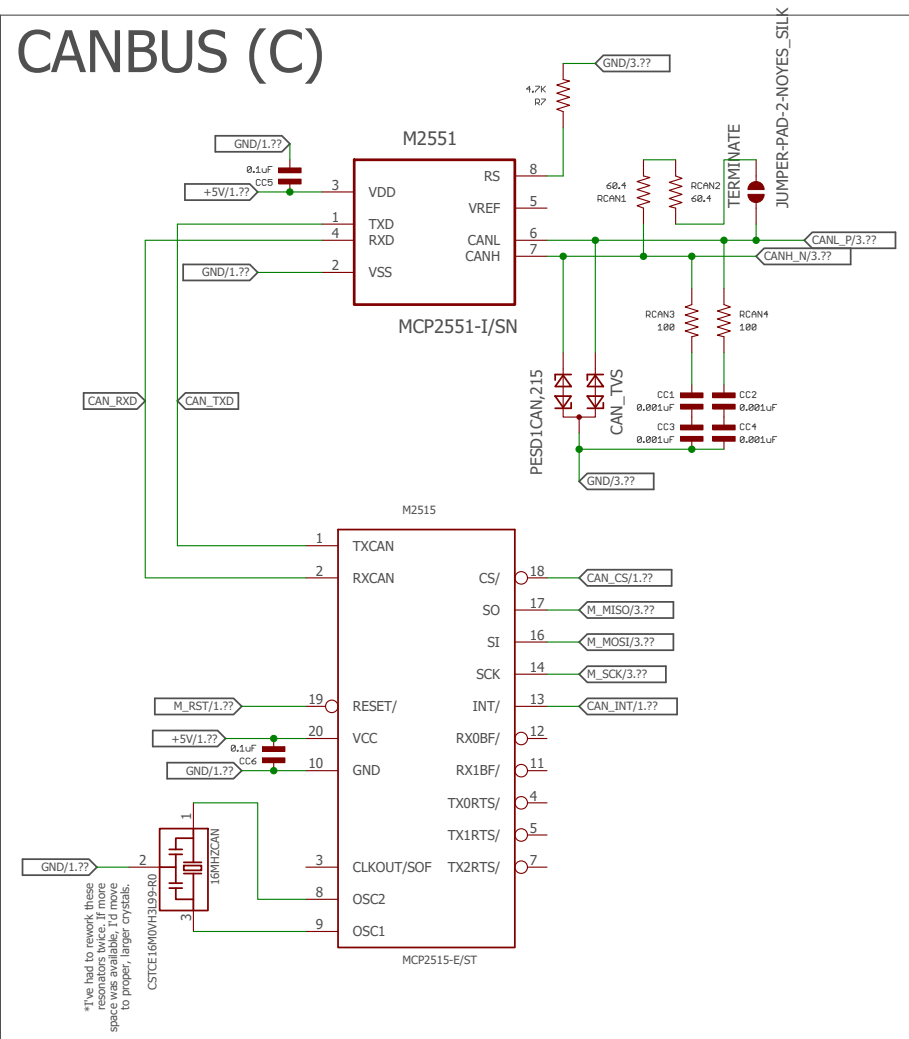 CANBUS (C)
JUMPER-PAD-2-NOYES_SILK
TERMINATE
GND/3.??
4.7K
R7
GND/1.??
M2551
0.1uF
CC5
+5V/1.??
3
VDD
RS
8
VREF
5
1
TXD
4
RXD
CANL
6
CANH
7
GND/1.??
2
VSS
MCP2551-I/SN
60.4
RCAN1
RCAN2
60.4
CANL_P/3.??
CANH_N/3.??
RCAN3
100
RCAN4
100
CAN_RXD
CAN_TXD
PESD1CAN,215
CAN_TVS
CC1
0.001uF
CC2
0.001uF
CC3
0.001uF
CC4
0.001uF
GND/3.??
M2515
1
TXCAN
2
RXCAN
CS/
18
CAN_CS/1.??
SO
17
M_MISO/3.??
SI
16
M_MOSI/3.??
SCK
14
M_SCK/3.??
M_RST/1.??
19
RESET/
INT/
13
CAN_INT/1.??
+5V/1.??
20
VCC
RX0BF/
12
0.1uF
CC6
GND/1.??
10
GND
RX1BF/
11
TX0RTS/
4
TX1RTS/
5
3
CLKOUT/SOF
TX2RTS/
7
8
OSC2
9
OSC1
MCP2515-E/ST
GND/1.??
2
1
3
16MHZCAN
CSTCE16M0VH3L99-R0
*I've had to rework these
resonators twice. If more
space was available, I'd move
to proper, larger crystals.